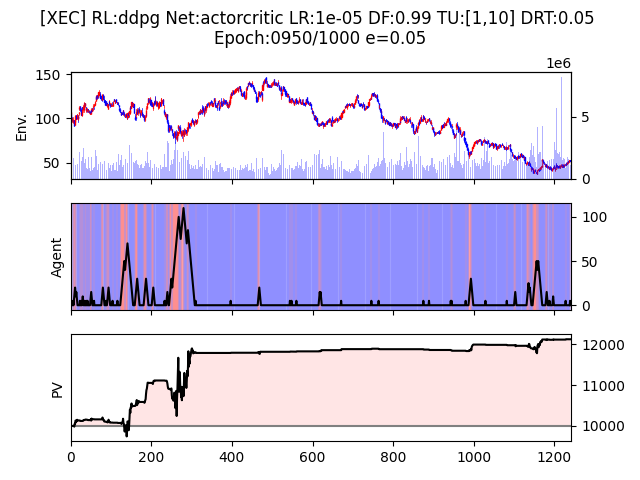 [XEC] RL:ddpg Net:actorcritic LR:1e-05 DF:0.99 TU:[1,10] DRT:0.05
Epoch:0950/1000 e=0.05
1e6
150
100
50
Env.
5
0
Agent
100
50
0
PV
12000
11000
10000
0 200 400 600 800 1000 1200